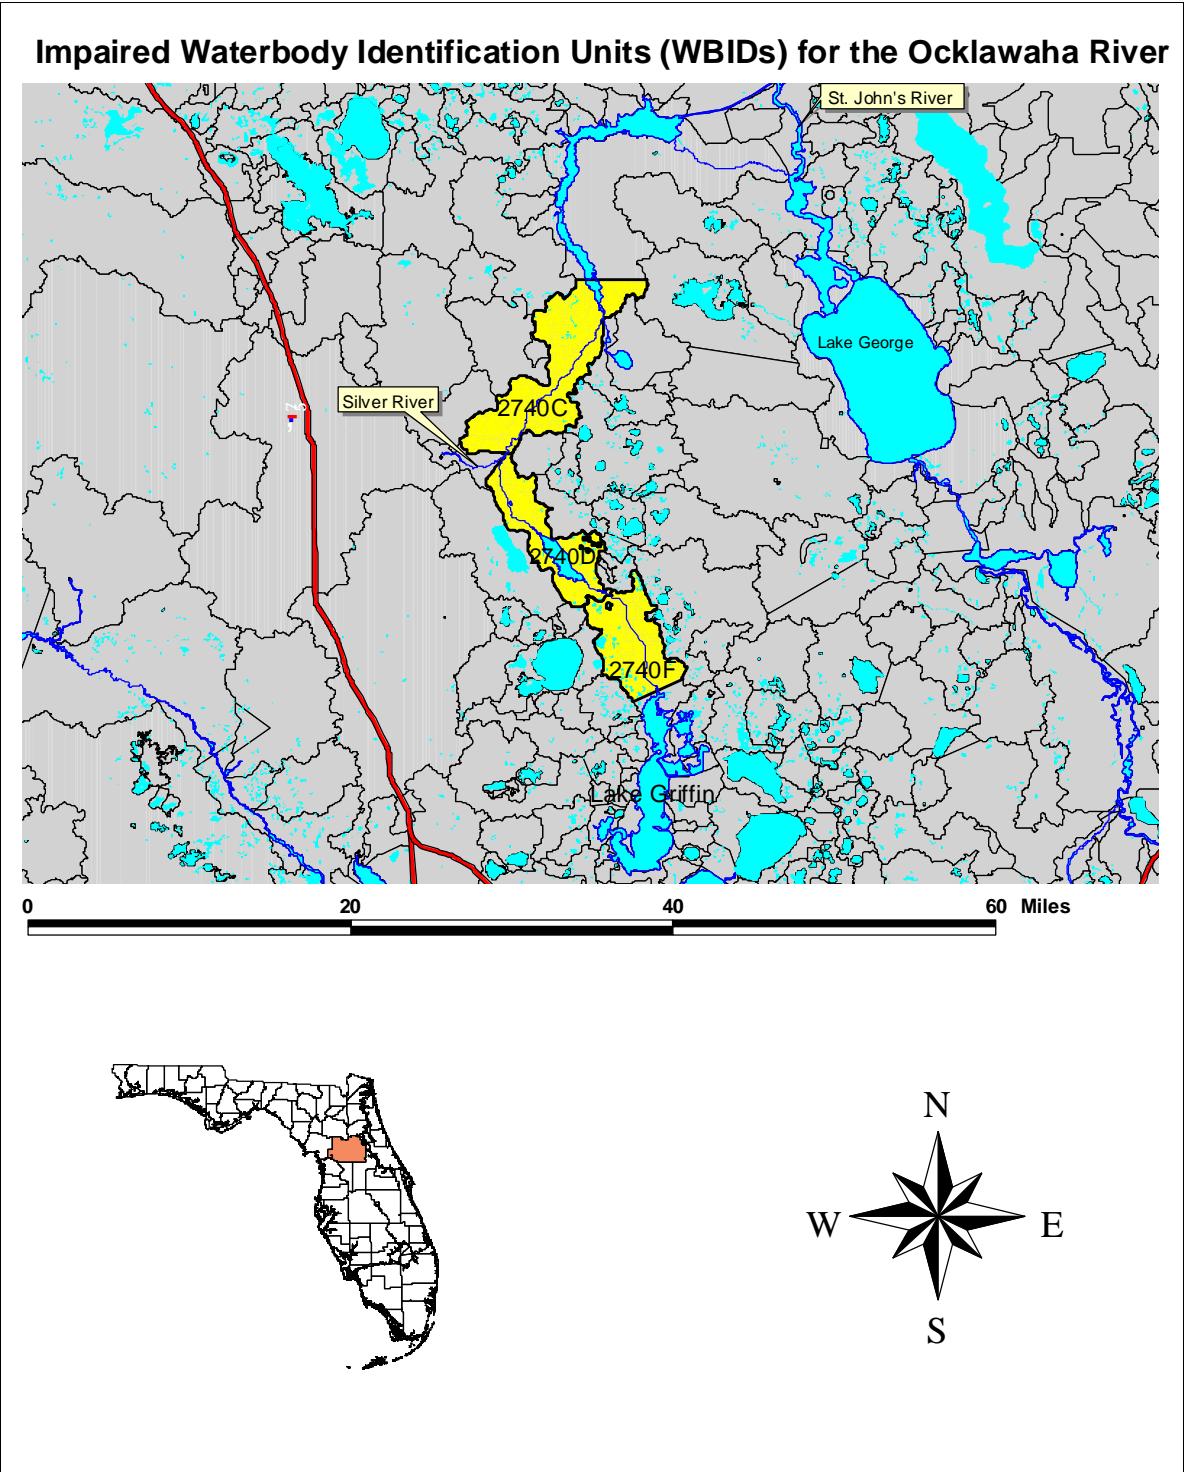 Impaired Waterbody Identification Units (WBIDs) for the Ocklawaha River
St. John's River
Lake George
Silver River
2740C
2740D
2740F
Lake Griffin
0 20 40 60 Miles
N
W E
S